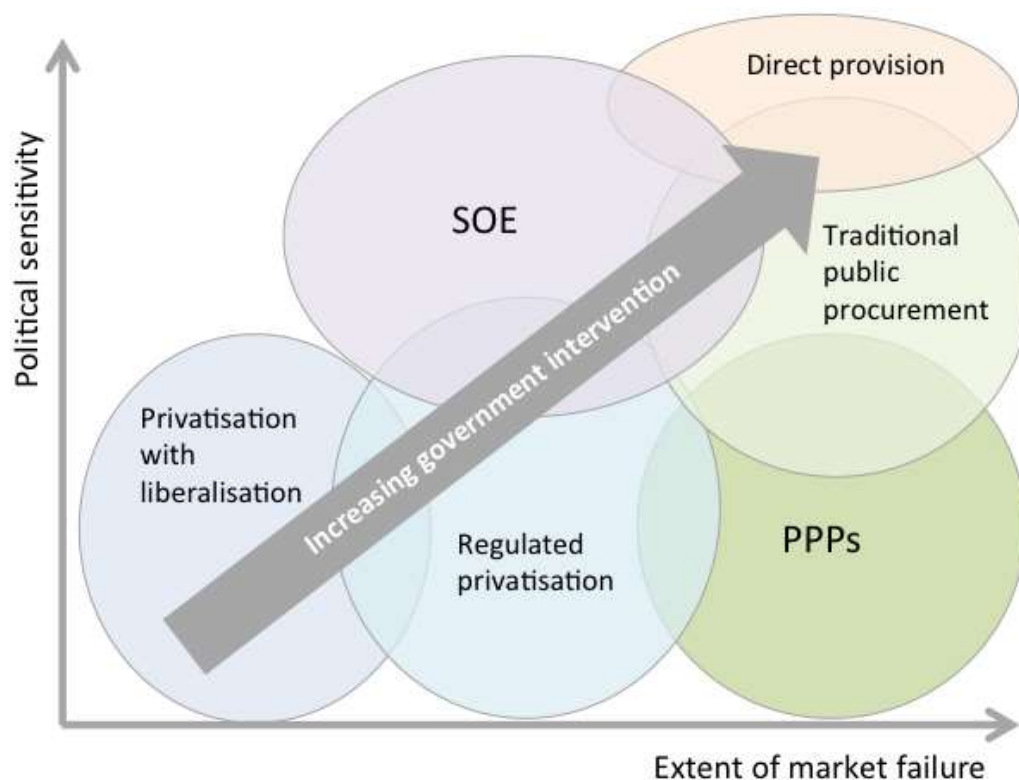 Political sensitivity
Direct provision
SOE
Traditional
public
procurement
Increasing government intervention
Privatisation
with
liberalisation
Regulated
privatisation
PPPs
Extent of market failure